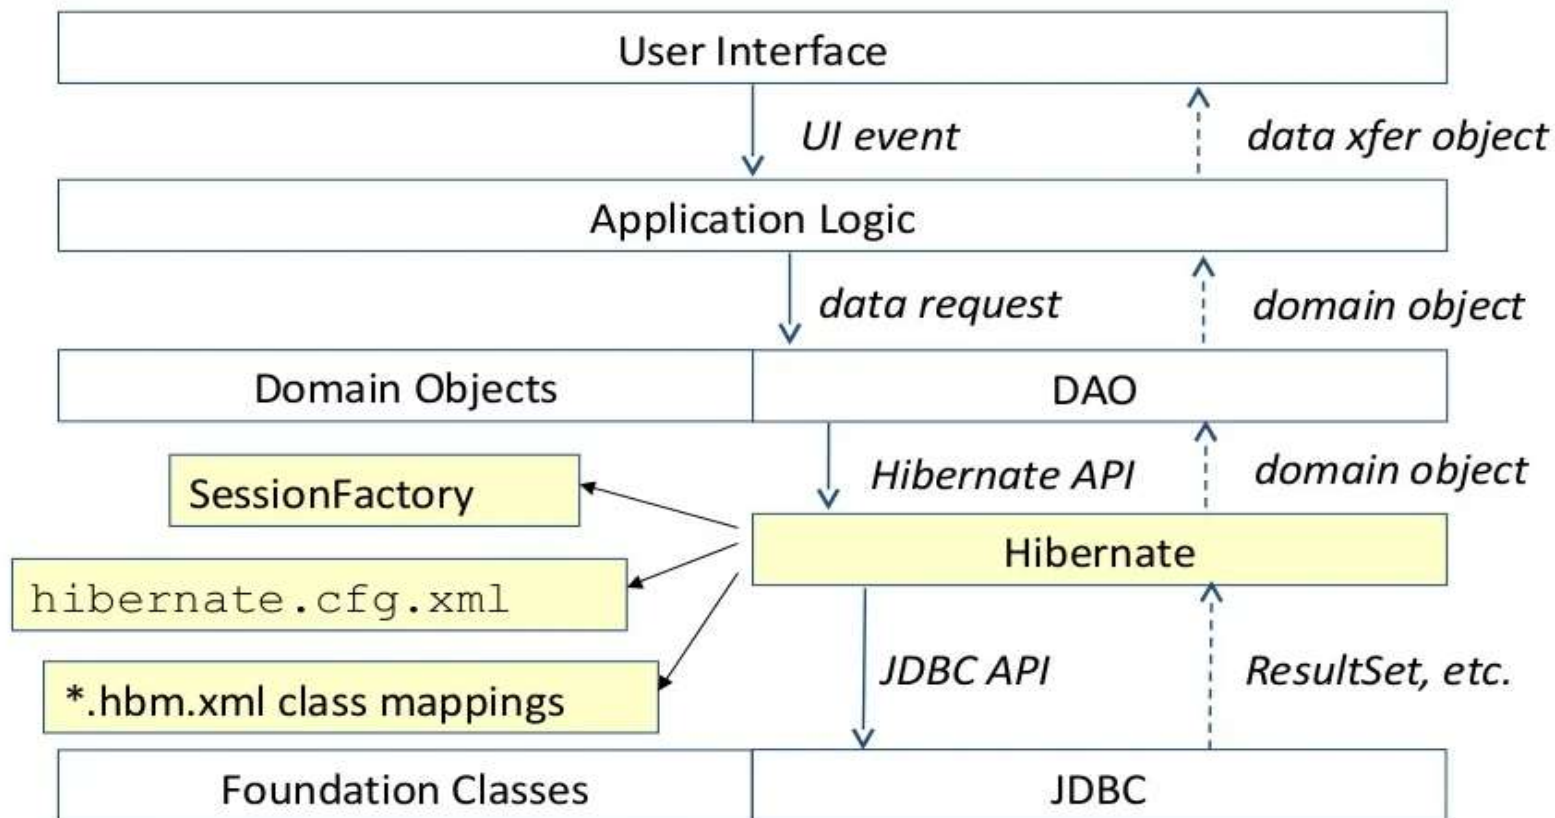 User Interface
UI event
data xfer object
Application Logic
data request
domain object
Domain Objects
DAO
SessionFactory
Hibernate API
domain object
Hibernate
hibernate.cfg.xml
*.hbm.xml class mappings
JDBC API
ResultSet, etc.
Foundation Classes
JDBC